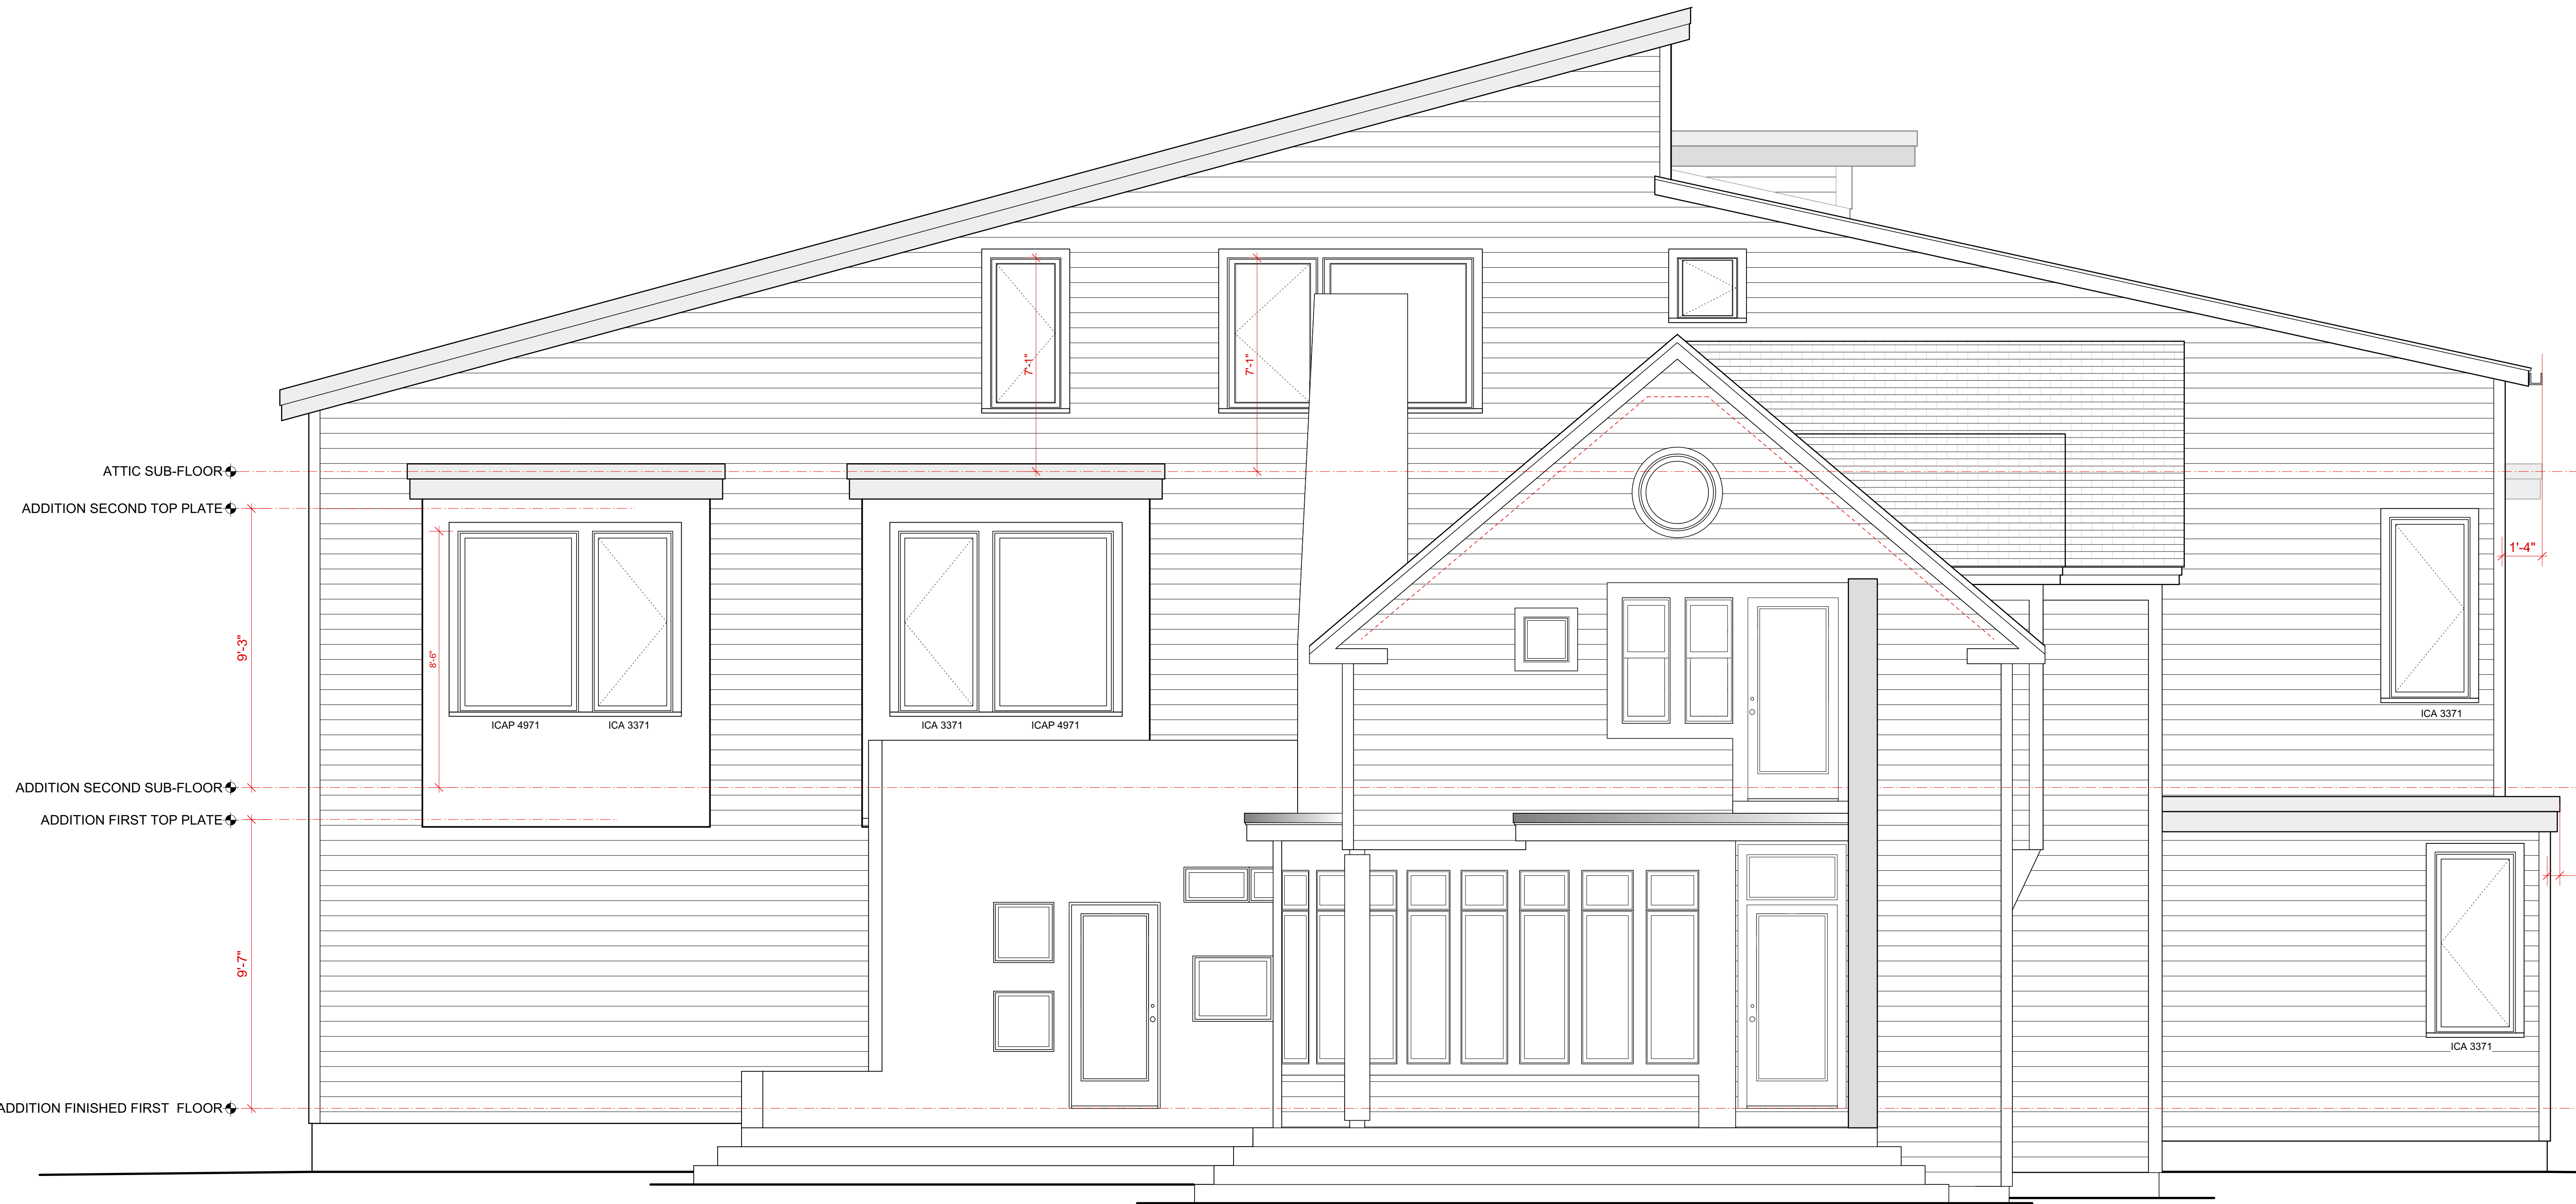 7'-1"
7'-1"
ATTIC SUB-FLOOR
ADDITION SECOND TOP PLATE
1'-4"
9'-3"
8'-6"
ICAP 4971
ICA 3371
ICA 3371
ICAP 4971
ICA 3371
ADDITION SECOND SUB-FLOOR
ADDITION FIRST TOP PLATE
9'-7"
ICA 3371
ADDITION FINISHED FIRST FLOOR